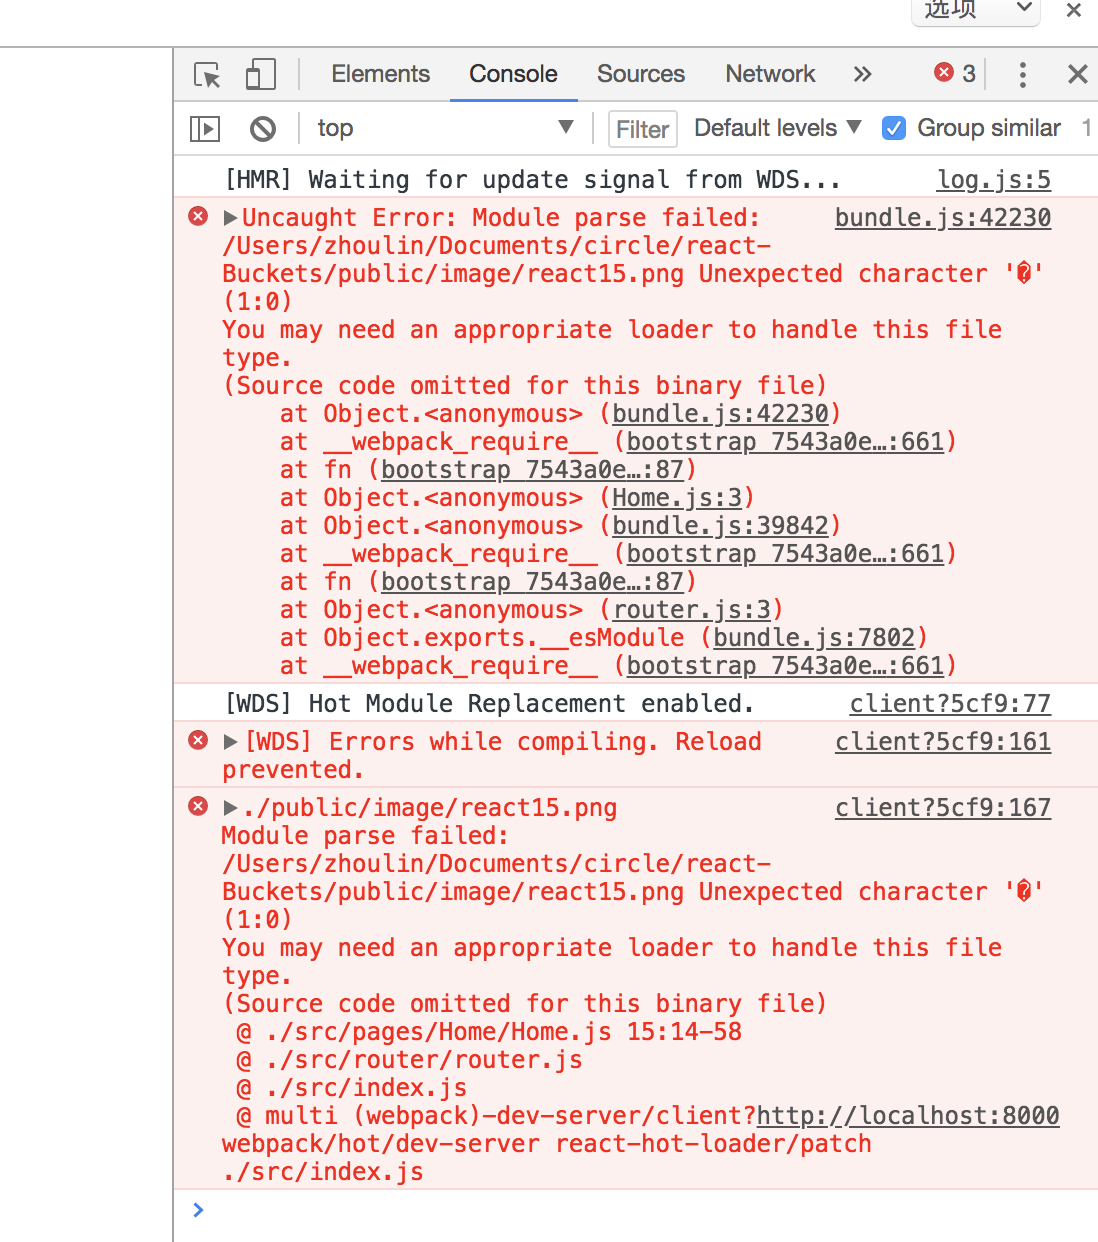 选项
Elements Console Sources Network 3
top Filter Default levels Group similar 1
[HMR] Waiting for update signal from WDS... log.js:5
Uncaught Error: Module parse failed: bundle.js:42230
/Users/zhoulin/Documents/circle/react-
Buckets/public/image/react15.png Unexpected character '�'
(1:0)
You may need an appropriate loader to handle this file
type.
(Source code omitted for this binary file)
at Object.<anonymous> (bundle.js:42230)
at __webpack_require__ (bootstrap 7543a0e…:661)
at fn (bootstrap 7543a0e…:87)
at Object.<anonymous> (Home.js:3)
at Object.<anonymous> (bundle.js:39842)
at __webpack_require__ (bootstrap 7543a0e…:661)
at fn (bootstrap 7543a0e…:87)
at Object.<anonymous> (router.js:3)
at Object.exports.__esModule (bundle.js:7802)
at __webpack_require__ (bootstrap 7543a0e…:661)
[WDS] Hot Module Replacement enabled. client?5cf9:77
[WDS] Errors while compiling. Reload client?5cf9:161
prevented.
./public/image/react15.png client?5cf9:167
Module parse failed:
/Users/zhoulin/Documents/circle/react-
Buckets/public/image/react15.png Unexpected character '�'
(1:0)
You may need an appropriate loader to handle this file
type.
(Source code omitted for this binary file)
@ ./src/pages/Home/Home.js 15:14-58
@ ./src/router/router.js
@ ./src/index.js
@ multi (webpack)-dev-server/client?http://localhost:8000
webpack/hot/dev-server react-hot-loader/patch
./src/index.js